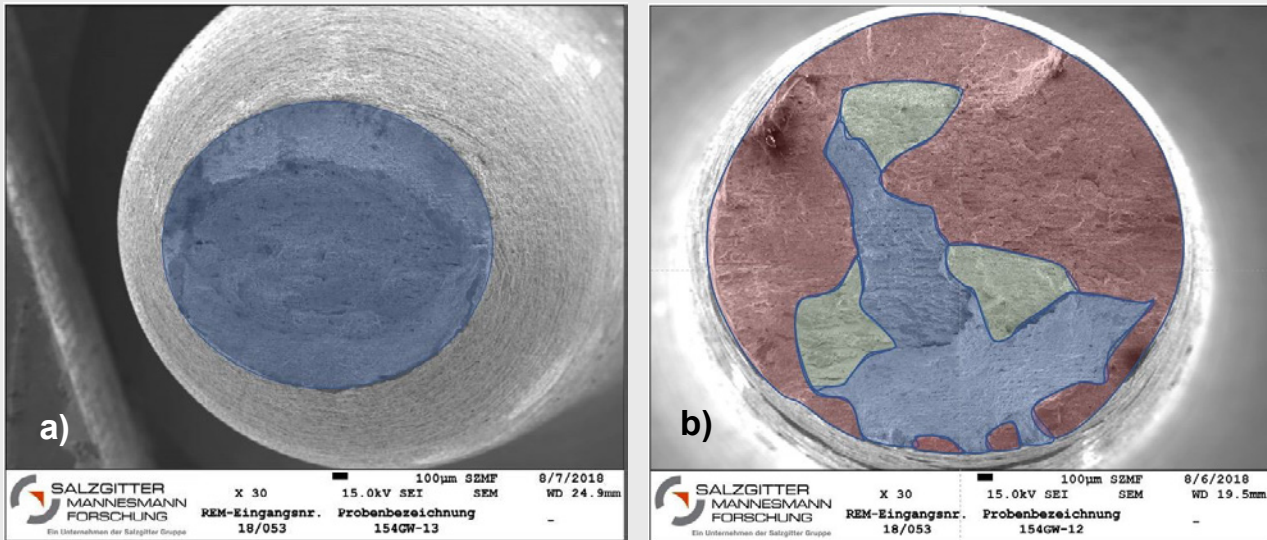 a)
SALZGITTER
MANNESMANN
FORSCHUNG
Ein Unternehmen der Salzgitter Gruppe
100µm SZMF 8/7/2018
X 30 15.0kV SEI SEM WD 24.9mm
REM-Eingangsnr. Probenbezeichnung
18/053 154GW-13 -
b)
SALZGITTER
MANNESMANN
FORSCHUNG
Ein Unternehmen der Salzgitter Gruppe
100µm SZMF 8/6/2018
X 30 15.0kV SEI SEM WD 19.5mm
REM-Eingangsnr. Probenbezeichnung
18/053 154GW-12 -